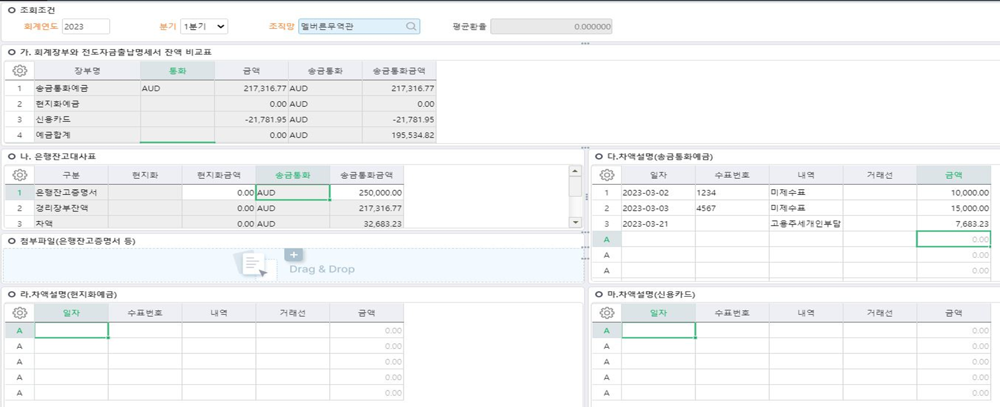 조회조건
회계연도 2023 분기 1분기 조직망 멜버른무역관 평균환율 0.000000
가. 회계장부와 전도자금출납명세서 잔액 비교표
장부명 통화 금액 송금통화 송금통화금액
1 송금통화예금 AUD 217,316.77 AUD 217,316.77
2 현지화예금 0.00 AUD 0.00
3 신용카드 -21,781.95 AUD -21,781.95
4 예금합계 0.00 AUD 195,534.82
나. 은행잔고대사표
구분 현지화 현지화금액 송금통화 송금통화금액
1 은행잔고증명서 0.00 AUD 250,000.00
2 경리장부잔액 0.00 AUD 217,316.77
3 차액 0.00 AUD 32,683.23
다.차액설명(송금통화예금)
일자 수표번호 내역 거래선 금액
1 2023-03-02 1234 미제수표 10,000.00
2 2023-03-03 4567 미제수표 15,000.00
3 2023-03-21 고용주세개인부담 7,683.23
A 0.00
A 0.00
A 0.00
첨부파일(은행잔고증명서 등)
Drag & Drop
라.차액설명(현지화예금)
일자 수표번호 내역 거래선 금액
A 0.00
A 0.00
A 0.00
A 0.00
A 0.00
마.차액설명(신용카드)
일자 수표번호 내역 거래선 금액
A 0.00
A 0.00
A 0.00
A 0.00
A 0.00